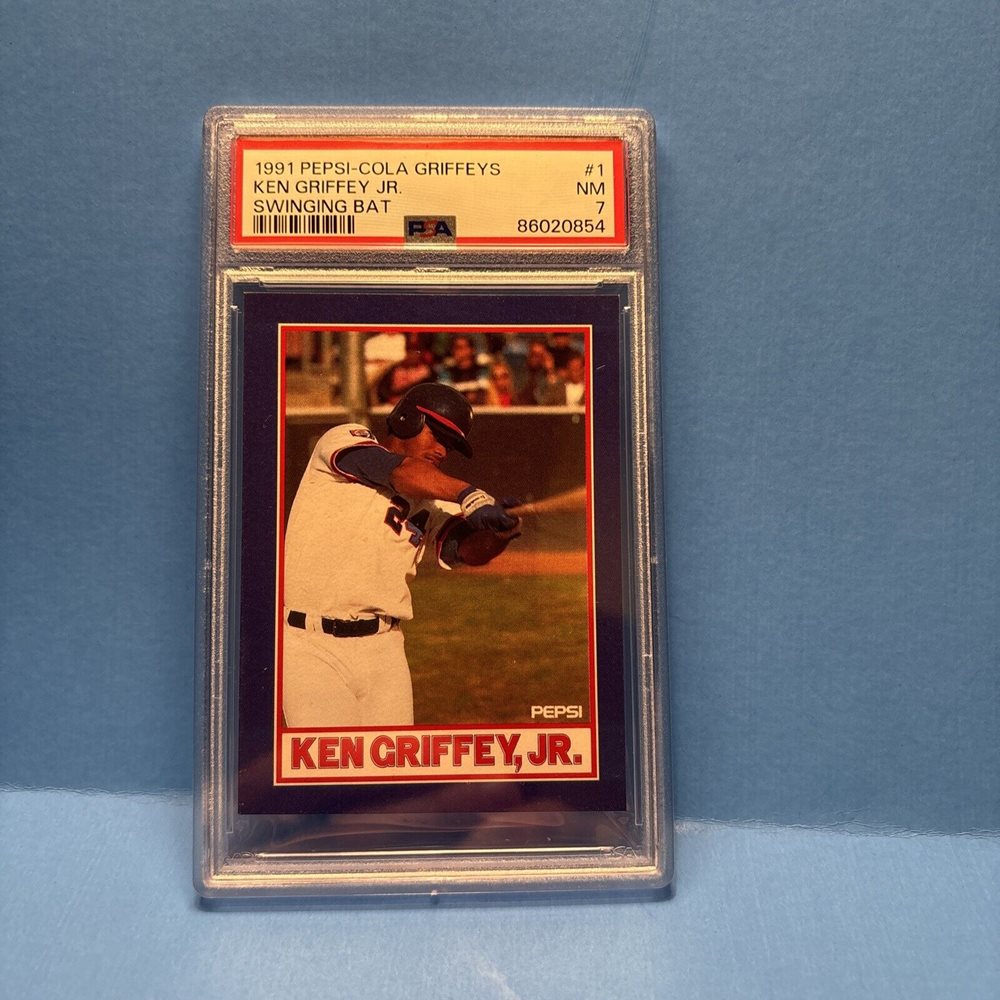 1991 PEPSI-COLA GRIFFEYS #1
KEN GRIFFEY JR. NM
SWINGING BAT 7
PSA 86020854
24
PEPSI
KEN GRIFFEY, JR.